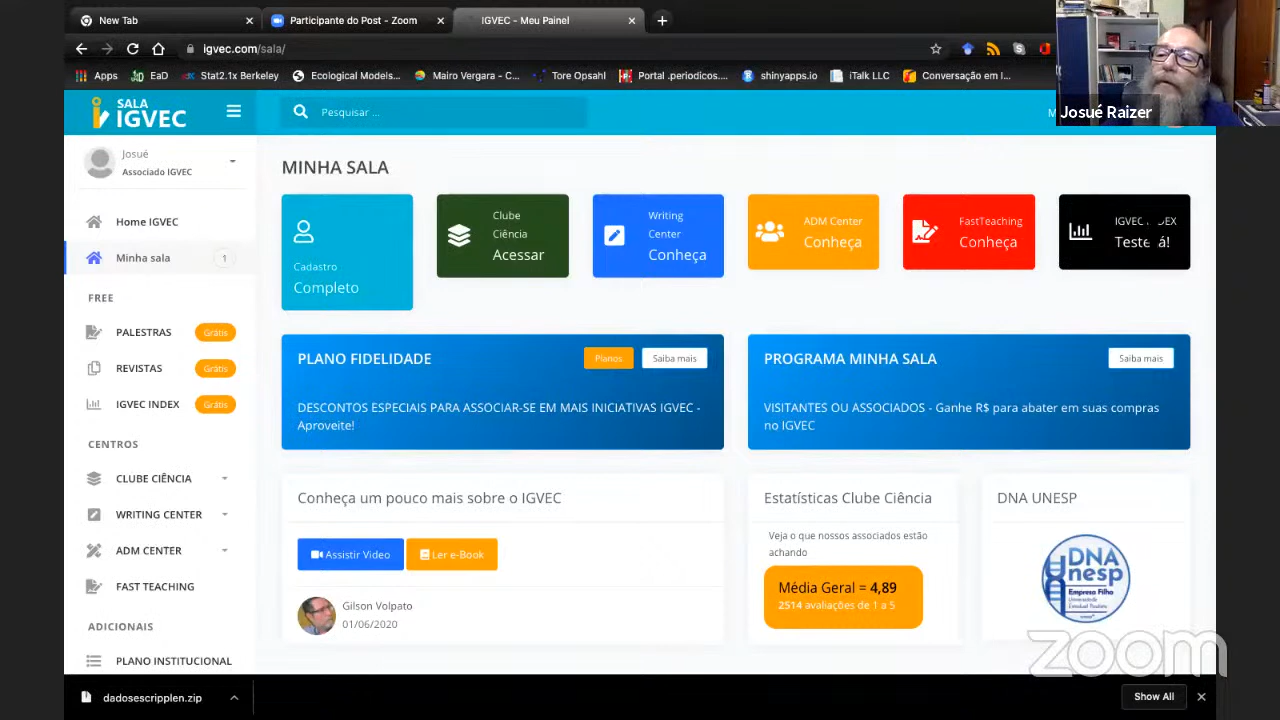 New Tab
Participante do Post - Zoom
IGVEC - Meu Painel
igvec.com/sala/
Apps
EaD
Stat2.1x Berkeley
Ecological Models...
Mairo Vergara - C...
Tore Opsahl
Portal .periodicos....
shinyapps.io
iTalk LLC
Conversação em I...
Josué Raizer
SALA
IGVEC
Pesquisar ...
M
Josué
Associado IGVEC
Home IGVEC
Minha sala
1
FREE
PALESTRAS
Grátis
REVISTAS
Grátis
IGVEC INDEX
Grátis
CENTROS
CLUBE CIÊNCIA
WRITING CENTER
ADM CENTER
FAST TEACHING
ADICIONAIS
PLANO INSTITUCIONAL
MINHA SALA
Cadastro
Completo
Clube
Ciência
Acessar
Writing
Center
Conheça
ADM Center
Conheça
FastTeaching
Conheça
PLANO FIDELIDADE
Planos
Saiba mais
DESCONTOS ESPECIAIS PARA ASSOCIAR-SE EM MAIS INICIATIVAS IGVEC -
Aproveite!
PROGRAMA MINHA SALA
Saiba mais
VISITANTES OU ASSOCIADOS - Ganhe R$ para abater em suas compras
no IGVEC
Conheça um pouco mais sobre o IGVEC
Assistir Video
Ler e-Book
Gilson Volpato
01/06/2020
Estatísticas Clube Ciência
Veja o que nossos associados estão
achando
Média Geral = 4,89
2514 avaliações de 1 a 5
DNA UNESP
DNA
unesp
Empresa Filho
zoom
dadosescripplen.zip
Show All